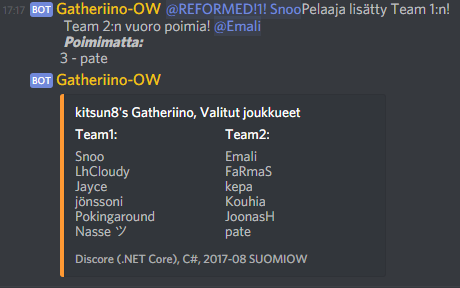 17:17 BOT Gatheriino-OW @REFORMED!1! SnooPelaaja lisätty Team 1:n!
Team 2:n vuoro poimia! @Emali
Poimimatta:
3 - pate
BOT Gatheriino-OW
kitsun8's Gatheriino, Valitut joukkueet
Team1: Team2:
Snoo Emali
LhCloudy FaRmaS
Jayce kepa
jönssoni Kouhia
Pokingaround JoonasH
Nasse ツ pate
Discore (.NET Core), C#, 2017-08 SUOMIOW